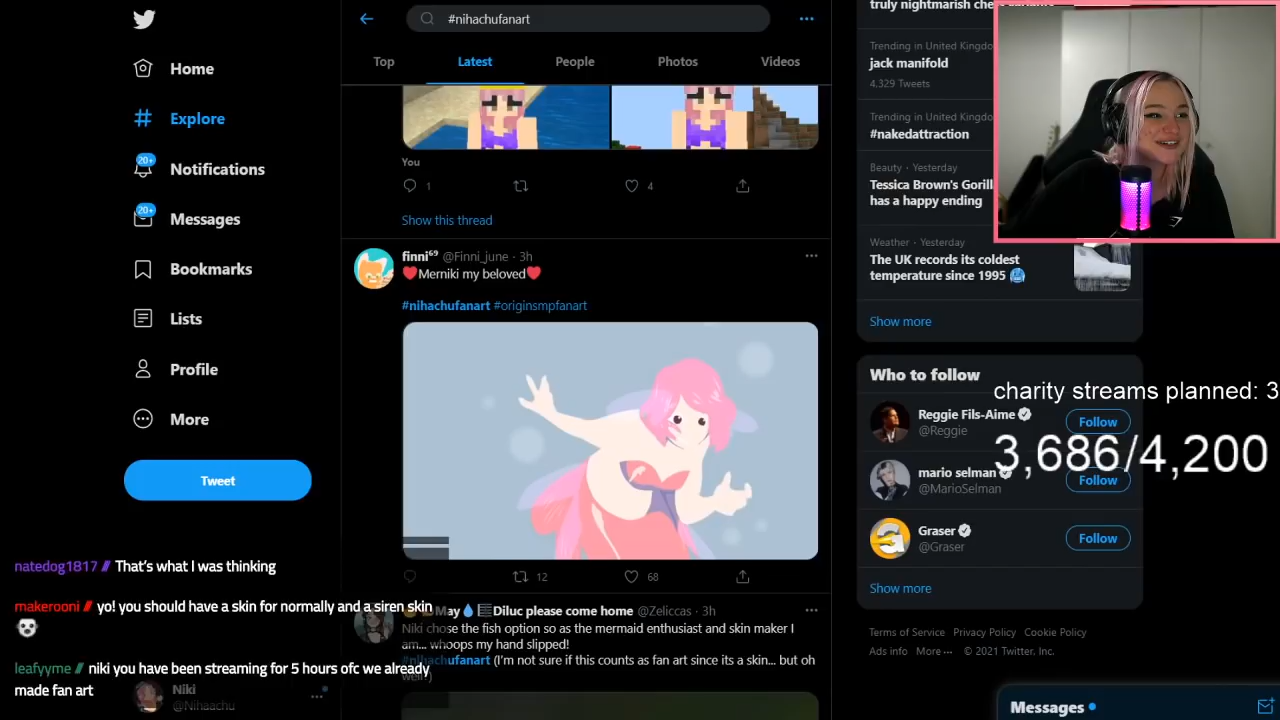 Home
Explore
20+
Notifications
20+
Messages
Bookmarks
Lists
Profile
More
Tweet
natedog1817 // That's what I was thinking
makerooni // yo! you should have a skin for normally and a siren skin
leafyyme // niki you have been streaming for 5 hours ofc we already
made fan art
Niki
@Nihaachu
#nihachufanart
Top
Latest
People
Photos
Videos
You
1
4
Show this thread
finni⁶⁹ @Finni_june · 3h
❤️Merniki my beloved❤️
#nihachufanart #originsmpfanart
12
68
May💧 Diluc please come home @Zeliccas · 3h
Niki chose the fish option so as the mermaid enthusiast and skin maker I
am... whoops my hand slipped!
#nihachufanart (I'm not sure if this counts as fan art since its a skin... but oh
well!)
truly nightmarish
Trending in United Kingdo
jack manifold
4,329 Tweets
Trending in United Kingdo
#nakedattraction
Beauty · Yesterday
Tessica Brown's Gorill
has a happy ending
Weather · Yesterday
The UK records its coldest
temperature since 1995 🥶
Show more
Who to follow
Reggie Fils-Aime
@Reggie
Follow
mario selman
@MarioSelman
Follow
Graser
@Graser
Follow
Show more
Terms of Service Privacy Policy Cookie Policy
Ads info More ··· © 2021 Twitter, Inc.
Messages
charity streams planned: 3
3,686/4,200